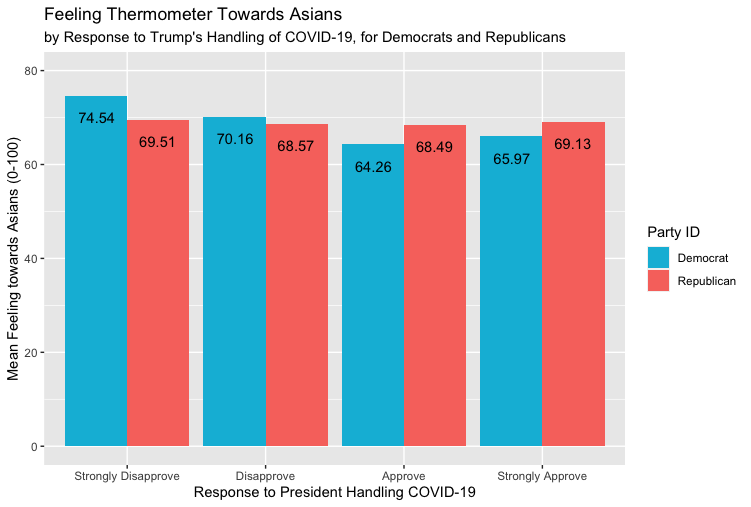 Feeling Thermometer Towards Asians
by Response to Trump's Handling of COVID-19, for Democrats and Republicans
Mean Feeling towards Asians (0-100)
80
60
40
20
0
74.54
69.51
70.16
68.57
64.26
68.49
65.97
69.13
Strongly Disapprove
Disapprove
Approve
Strongly Approve
Response to President Handling COVID-19
Party ID
Democrat
Republican